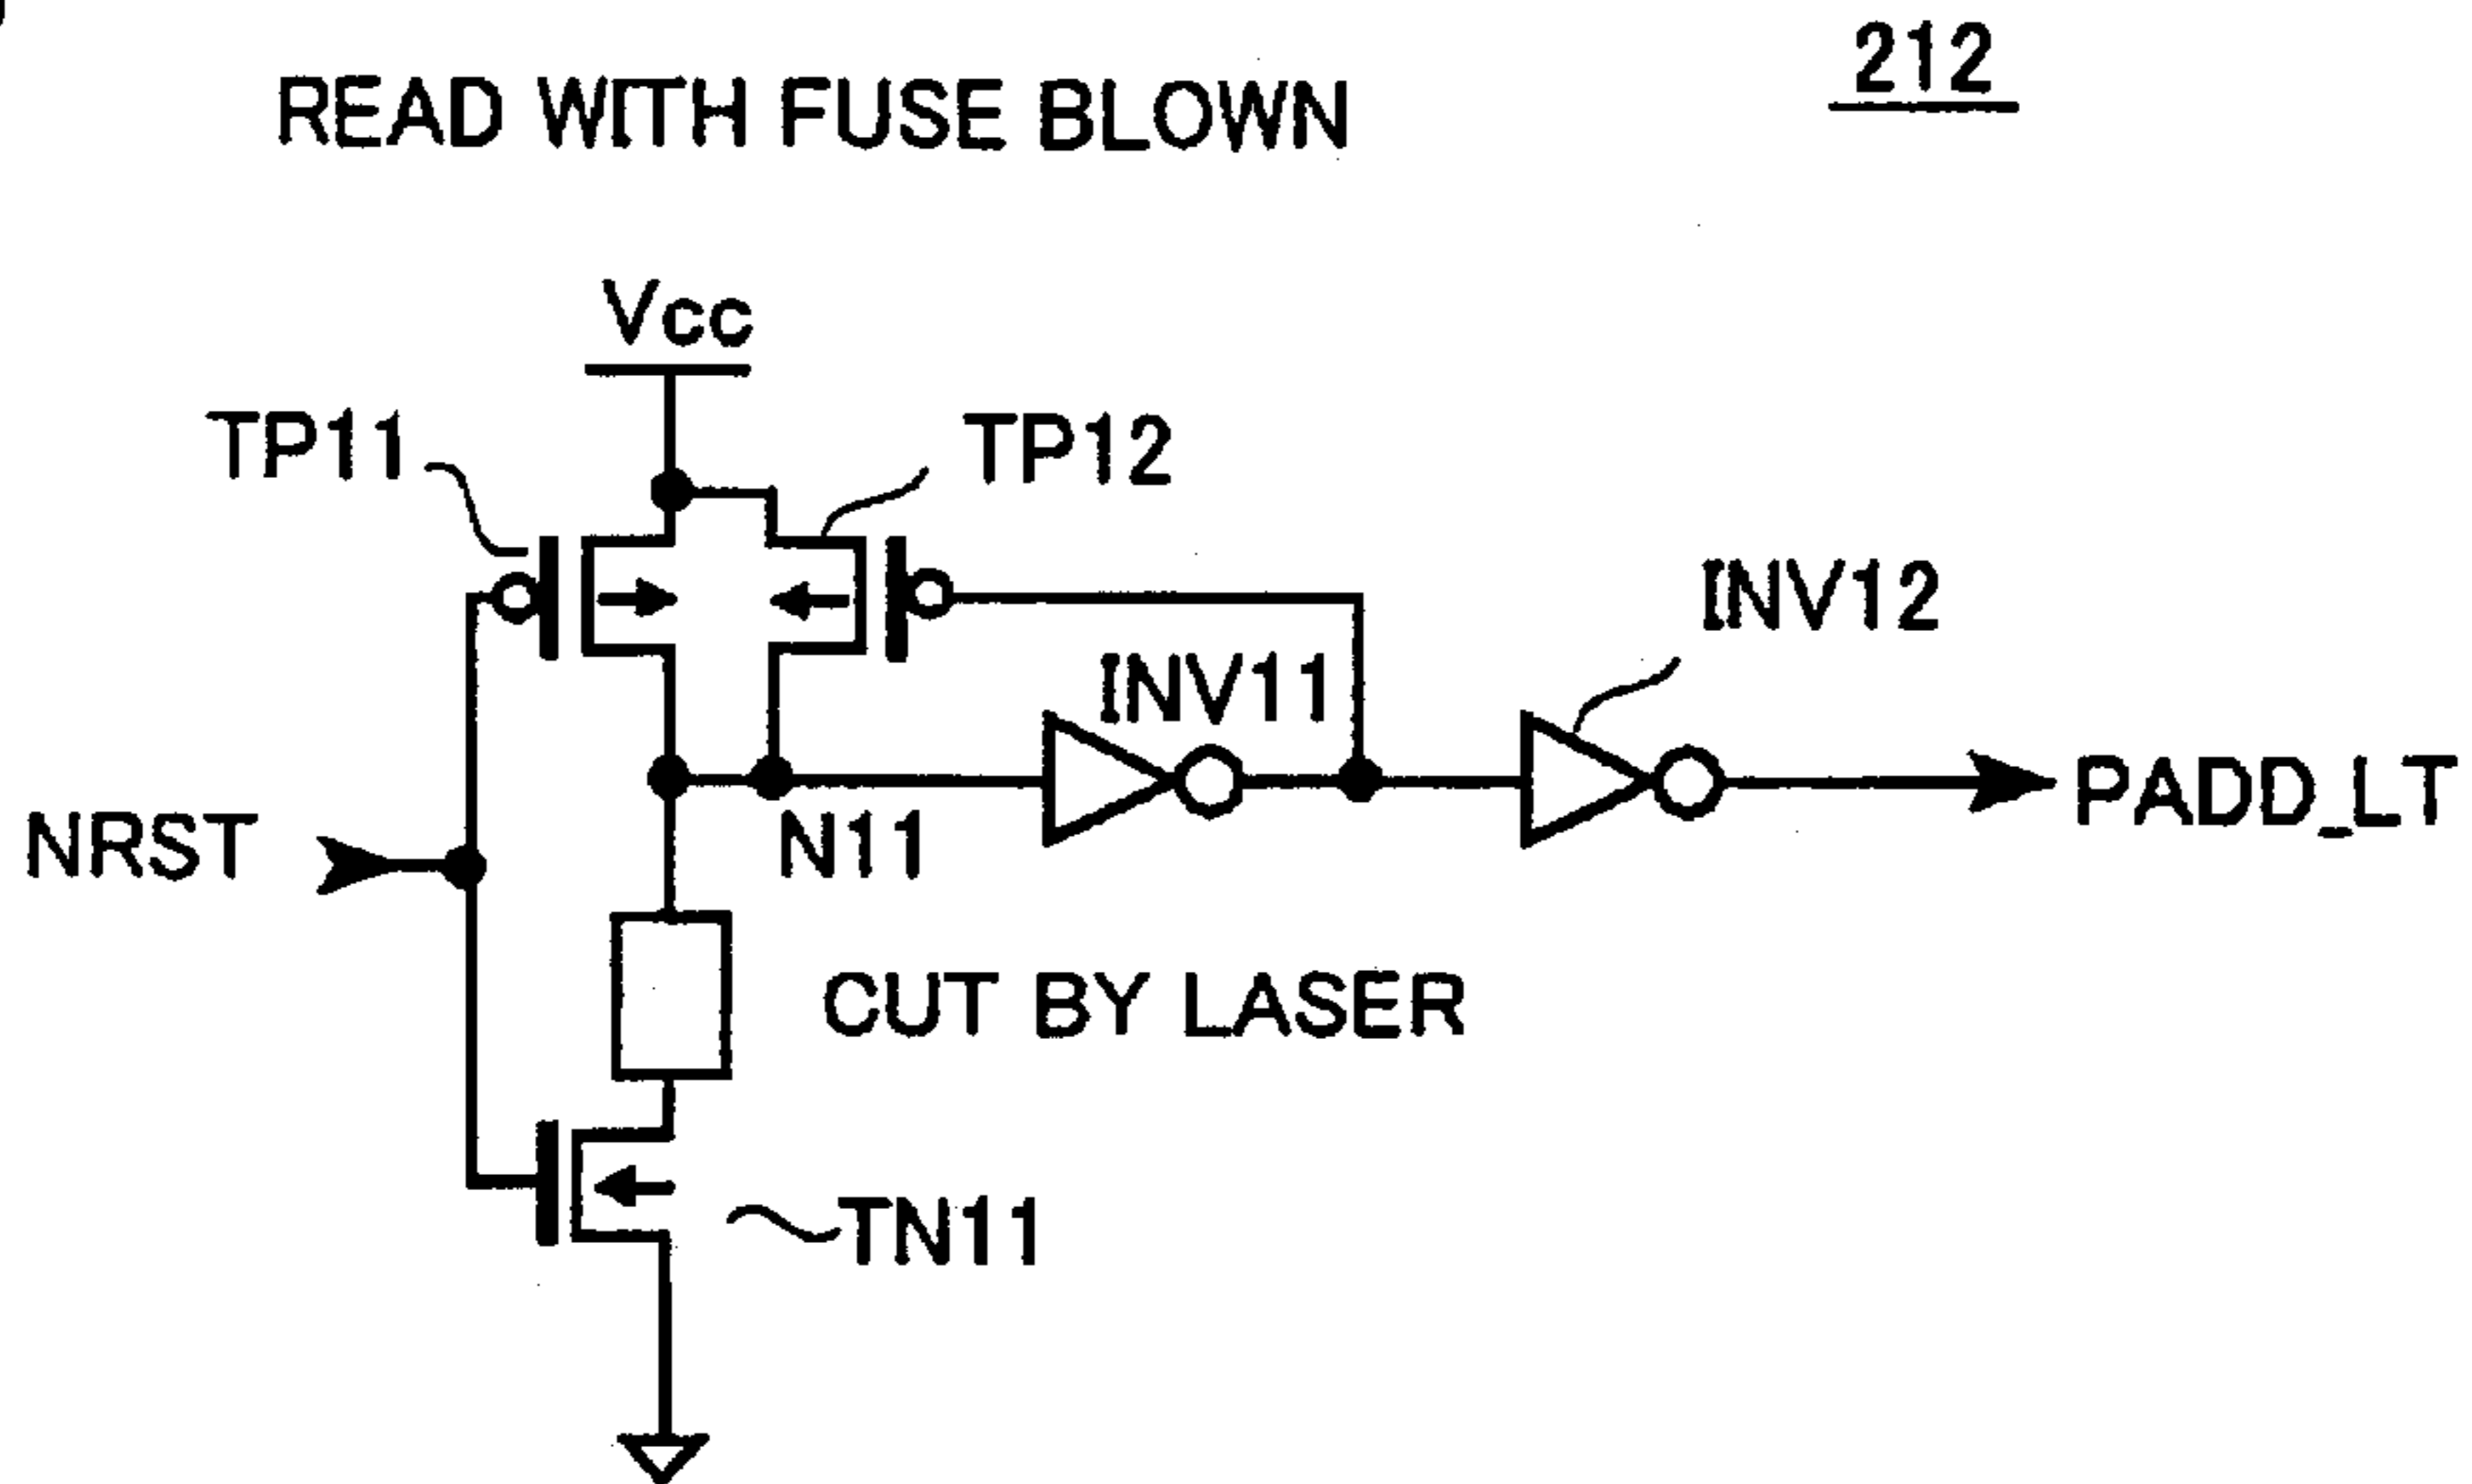 212
READ WITH FUSE BLOWN
Vcc
TP11
TP12
INV12
INV11
PADD_LT
NRST
N11
CUT BY LASER
TN11